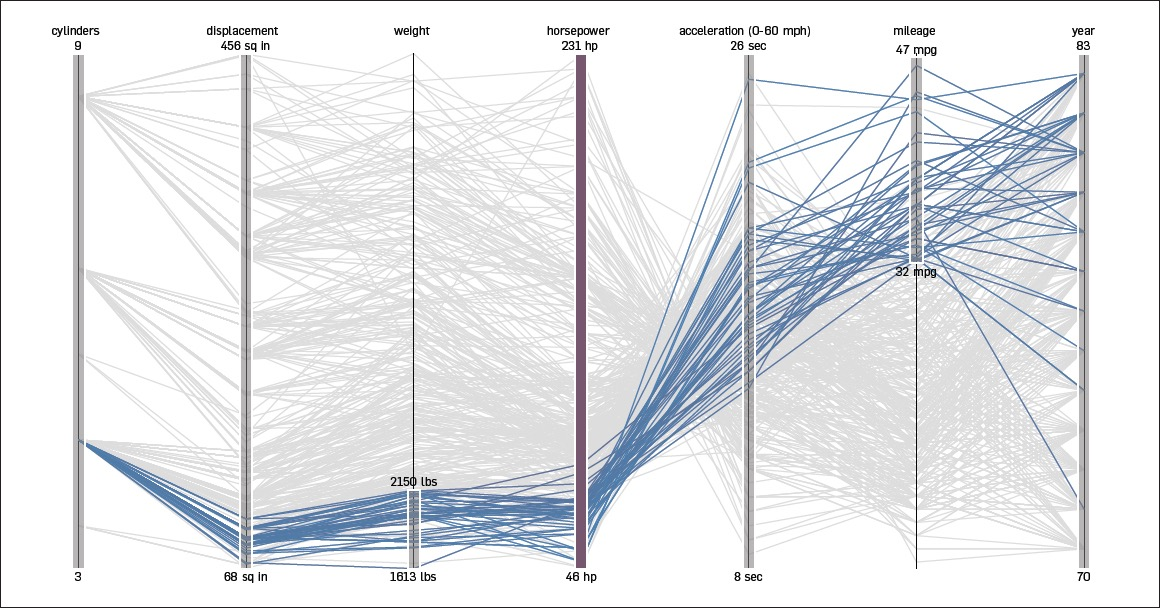 cylinders displacement weight horsepower acceleration (0-60 mph) mileage year
9 456 sq in 231 hp 26 sec 47 mpg 83
32 mpg
2150 lbs
3 68 sq in 1613 lbs 46 hp 8 sec 70